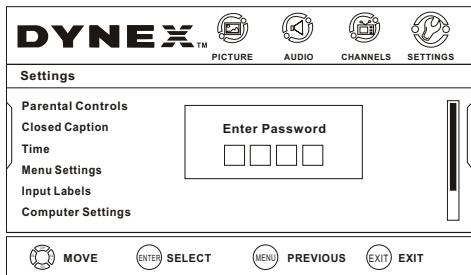 DYNEX TM
PICTURE AUDIO CHANNELS SETTINGS
Settings
Parental Controls
Closed Caption
Time
Menu Settings
Input Labels
Computer Settings
Enter Password
MOVE ENTER SELECT MENU PREVIOUS EXIT EXIT